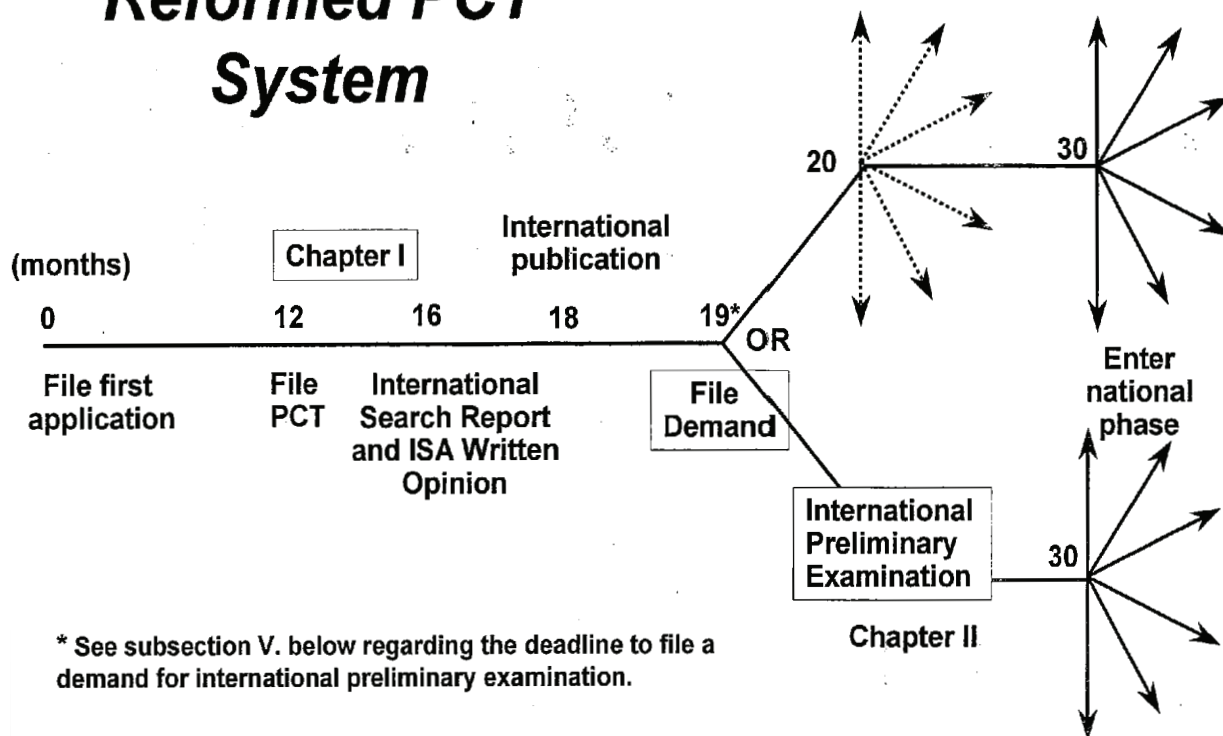 Reformed PCT
System
(months)
Chapter I
International
publication
0
12
16
18
19*
20
30
OR
File first
application
File
PCT
International
Search Report
and ISA Written
Opinion
File
Demand
Enter
national
phase
International
Preliminary
Examination
30
Chapter II
* See subsection V. below regarding the deadline to file a
demand for international preliminary examination.